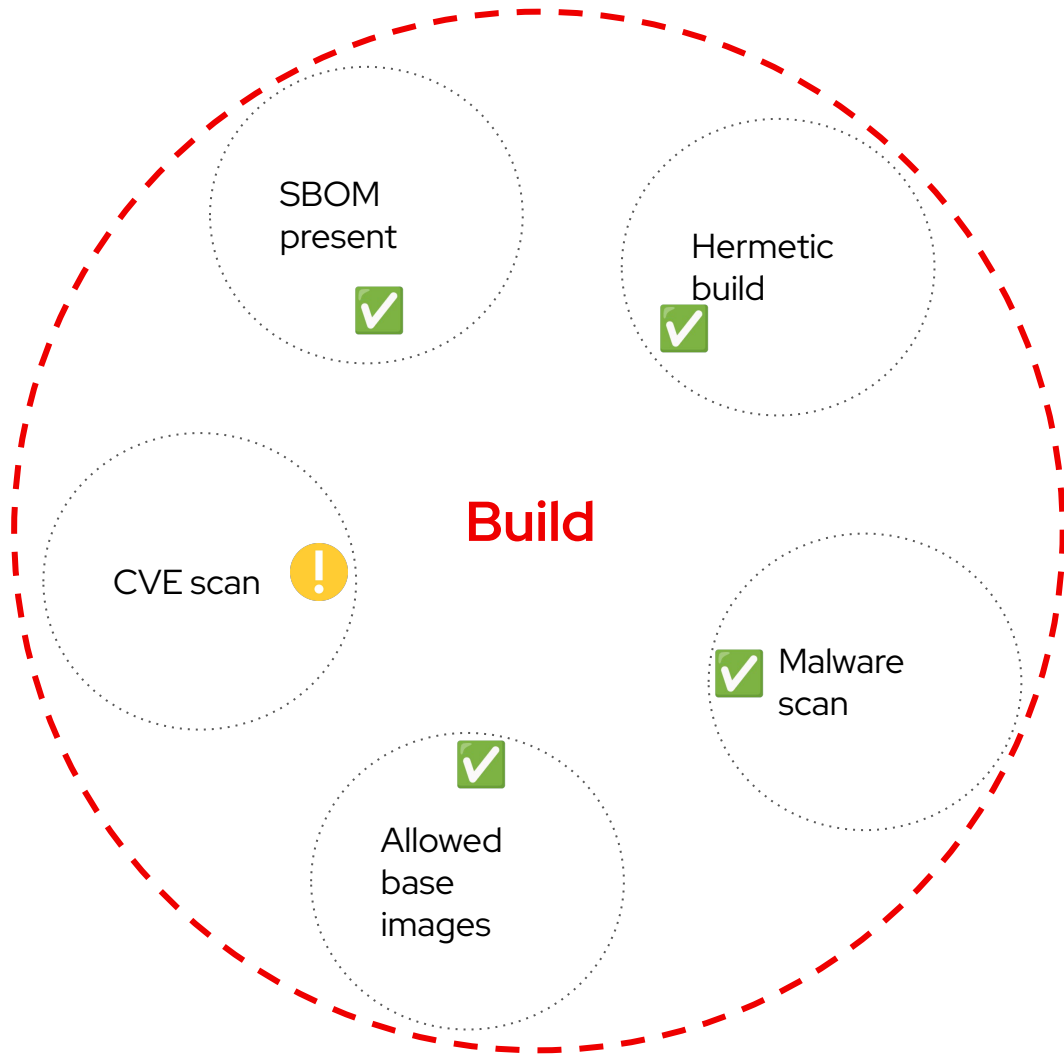 SBOM
present
Hermetic
build
Build
CVE scan
Malware
scan
Allowed
base
images